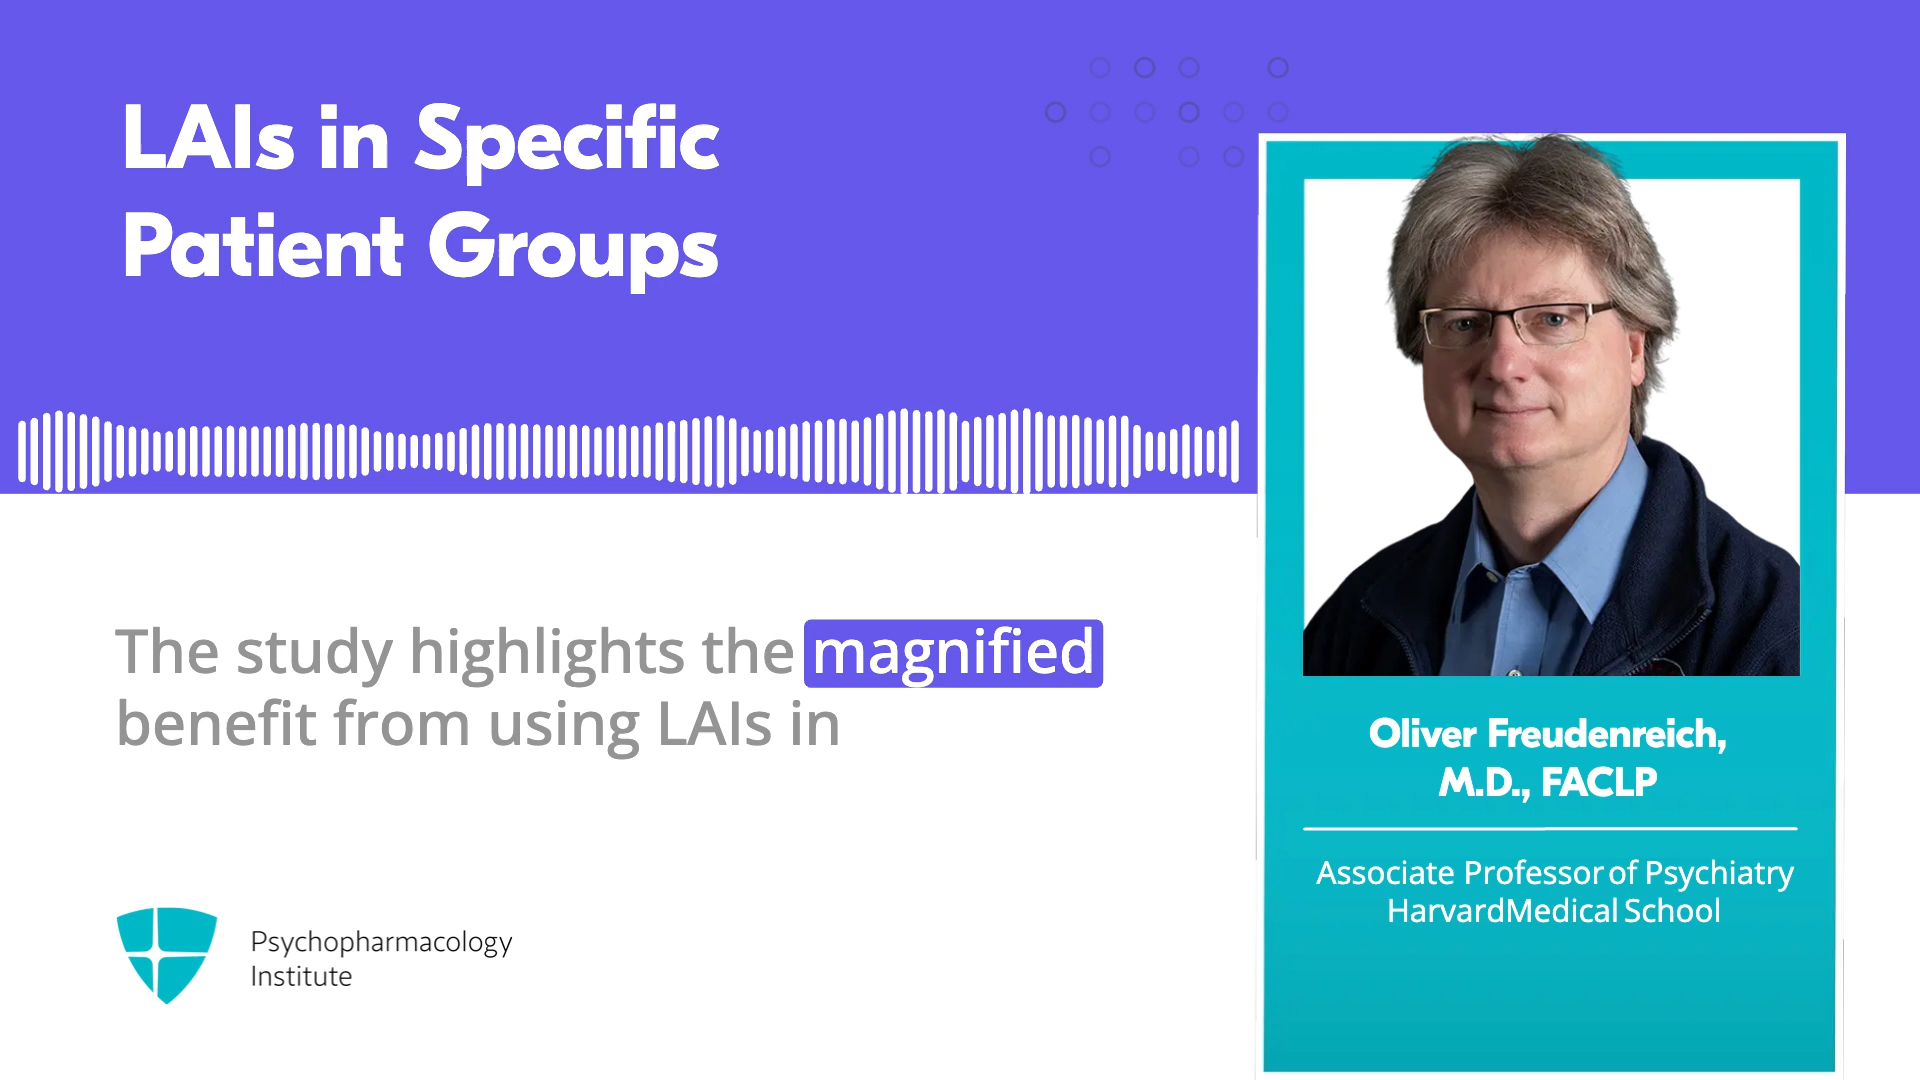 LAIs in Specific
Patient Groups
The study highlights the magnified
benefit from using LAIs in
Psychopharmacology
Institute
Oliver Freudenreich,
M.D., FACLP
Associate Professor of Psychiatry
HarvardMedical School